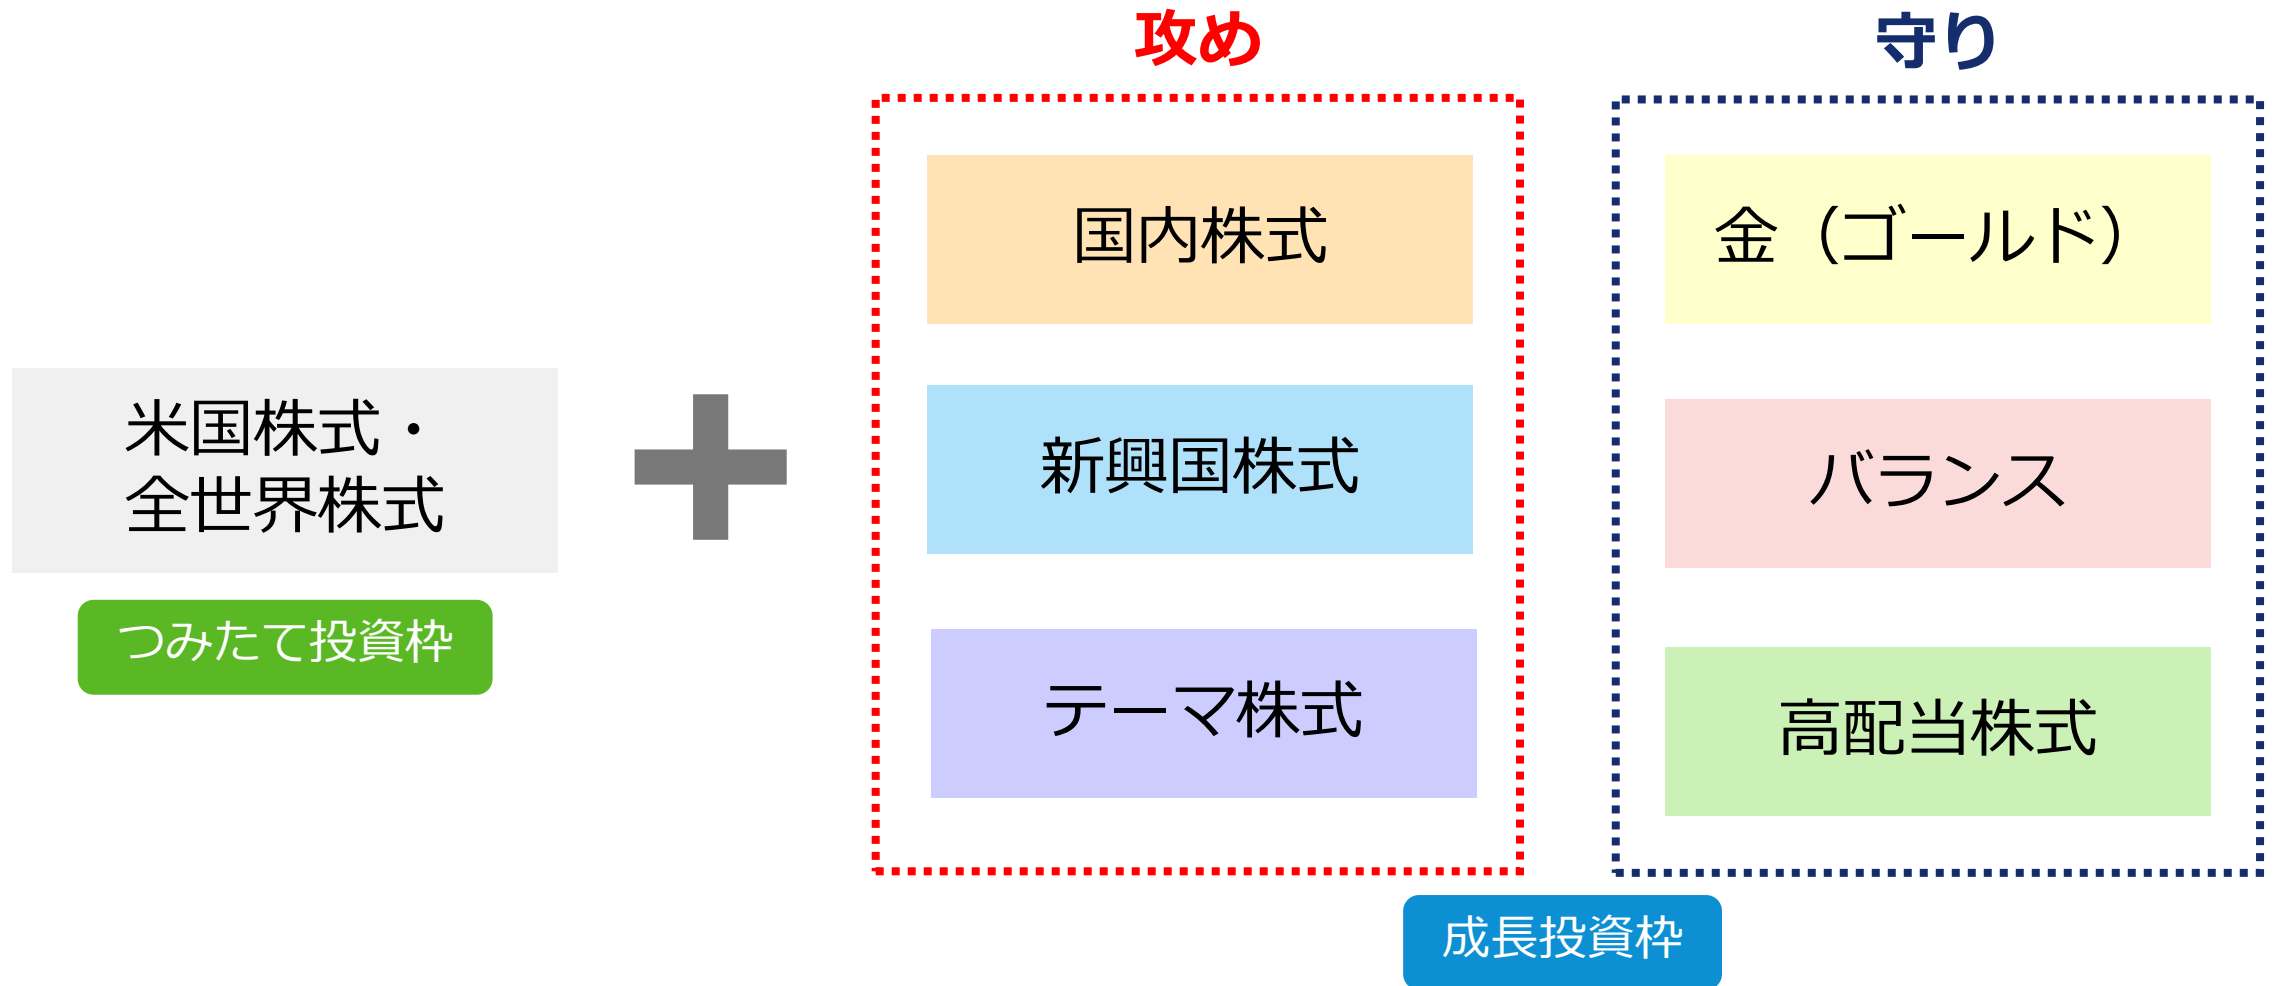 米国株式・
全世界株式
つみたて投資枠
攻め
国内株式
新興国株式
テーマ株式
守り
金（ゴールド）
バランス
高配当株式
成長投資枠